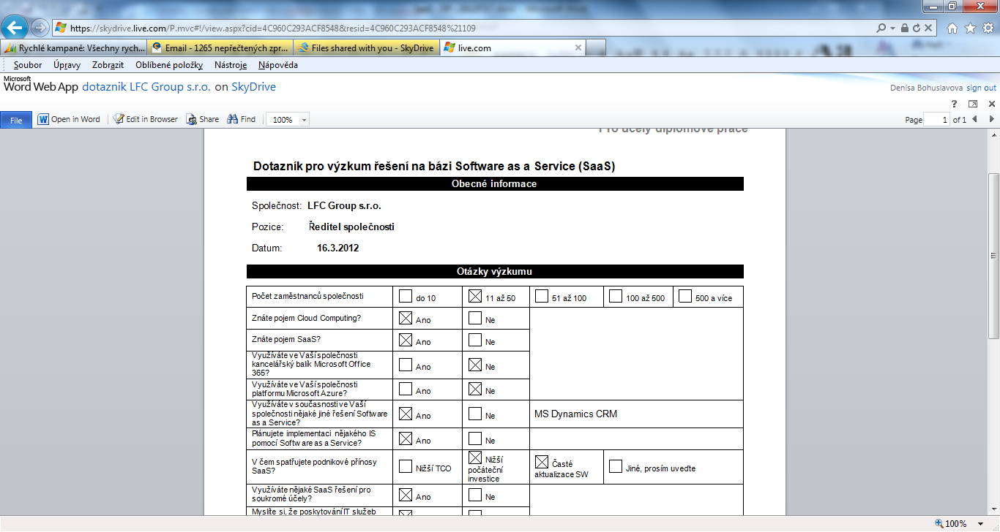 https://skydrive.live.com/P.mvc#!/view.aspx?cid=4C960C293ACF8548&resid=4C960C293ACF8548%21109
Rychlé kampaně: Všechny rych...
Email - 1265 nepřečtených zpr...
Files shared with you - SkyDrive
live.com
Soubor Úpravy Zobrazit Oblíbené položky Nástroje Nápověda
Microsoft
Word Web App dotaznik LFC Group s.r.o. on SkyDrive
Denisa Bohuslavova sign out
File Open in Word Edit in Browser Share Find 100%
Page 1 of 1
Pro účely diplomové práce
Dotazník pro výzkum řešení na bázi Software as a Service (SaaS)
Obecné informace
Společnost: LFC Group s.r.o.
Pozice: Ředitel společnosti
Datum: 16.3.2012
Otázky výzkumu
Počet zaměstnanců společnosti do 10 11 až 50 51 až 100 100 až 500 500 a více
Znáte pojem Cloud Computing? Ano Ne
Znáte pojem SaaS? Ano Ne
Využíváte ve Vaší společnosti
kancelářský balík Microsoft Office
365?
Ano Ne
Využíváte ve Vaší společnosti
platformu Microsoft Azure?
Ano Ne
Využíváte v současnosti ve Vaší
společnosti nějaké jiné řešení Software
as a Service?
Ano Ne MS Dynamics CRM
Plánujete implementaci nějakého IS
pomocí Software as a Service?
Ano Ne
V čem spatřujete podnikové přínosy
SaaS?
Nižší TCO
Nižší
počáteční
investice
Časté
aktualizace SW
Jiné, prosím uveďte
Využíváte nějaké SaaS řešení pro
soukromé účely?
Ano Ne
Myslíte si, že poskytování IT služeb
100%